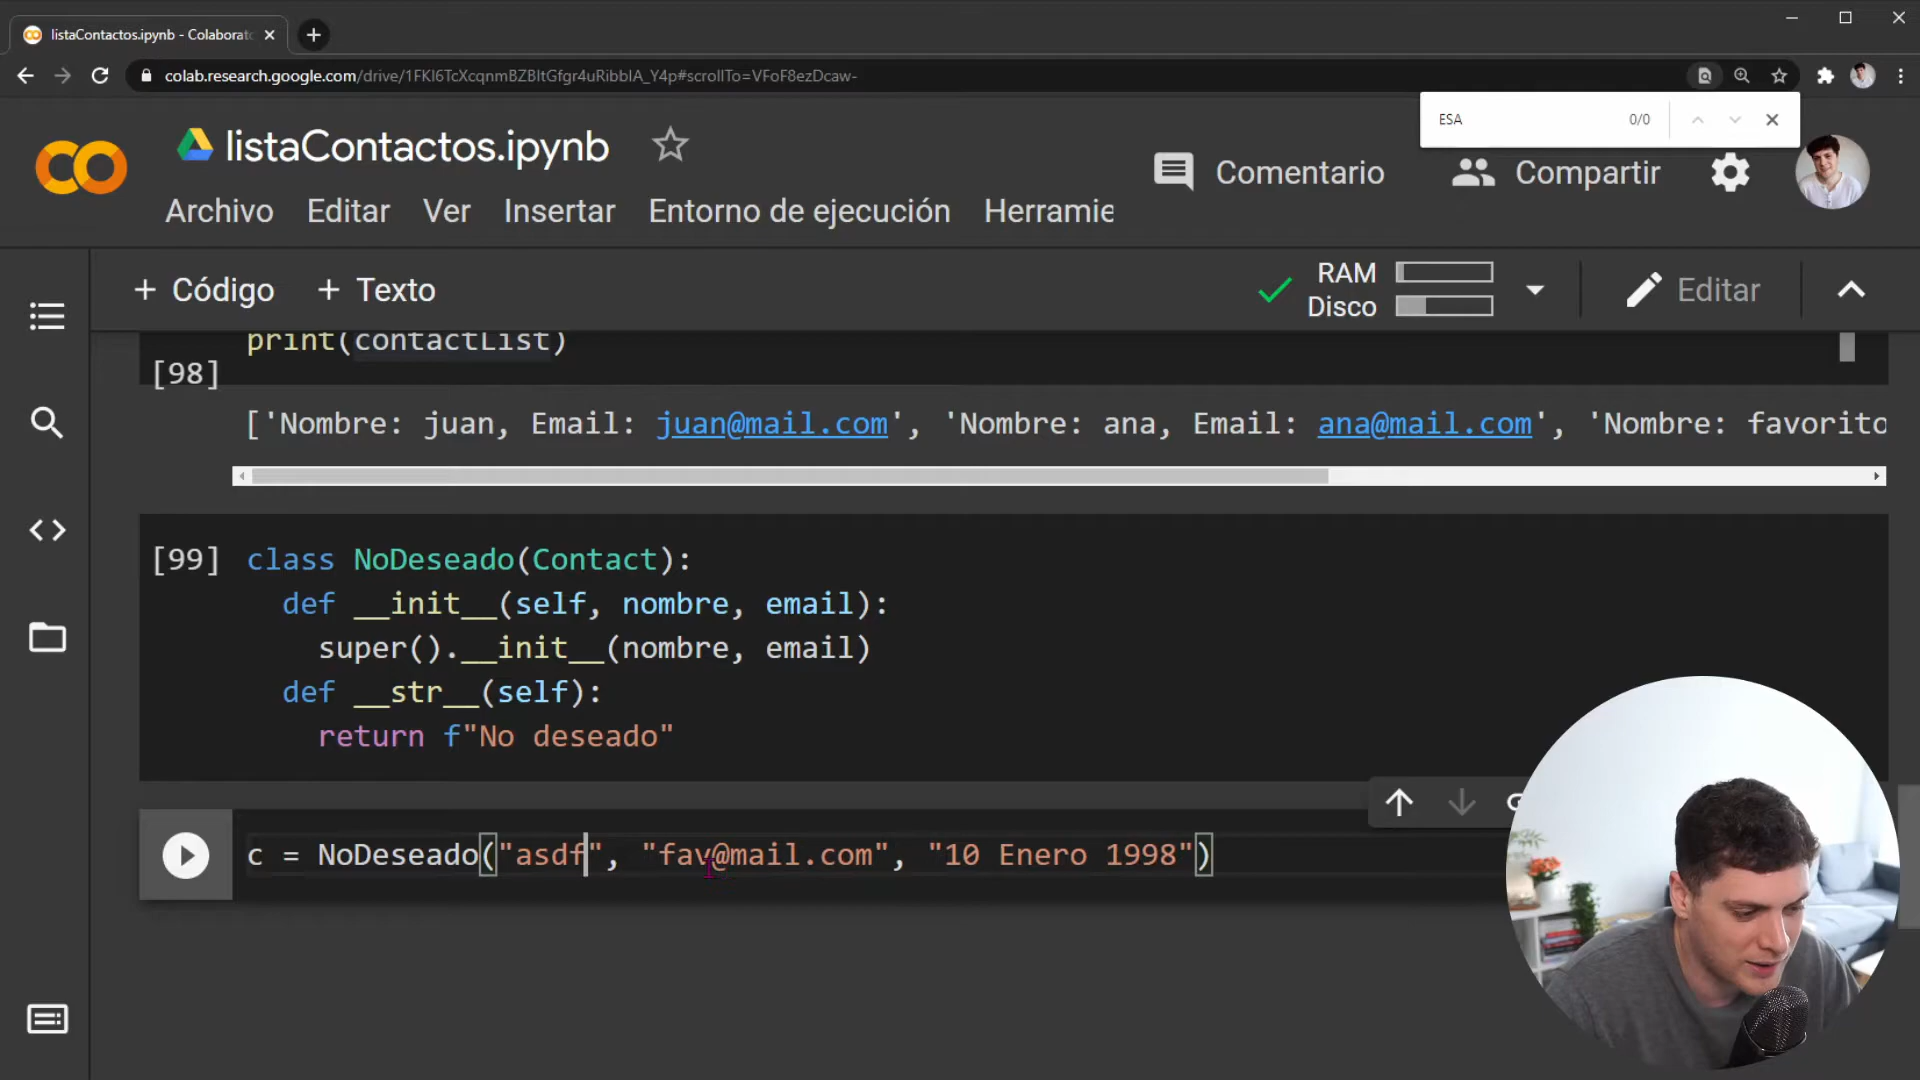 listaContactos.ipynb - Colaborat
colab.research.google.com/drive/1FKI6TcXcqnmBZBItGfgr4uRibbIA_Y4p#scrollTo=VFoF8ezDcaw-
ESA 0/0
CO listaContactos.ipynb
Comentario Compartir
Archivo Editar Ver Insertar Entorno de ejecución Herramie
+ Código + Texto
RAM
Disco
Editar
print(contactList)
[98]
['Nombre: juan, Email: juan@mail.com', 'Nombre: ana, Email: ana@mail.com', 'Nombre: favorito
[99] class NoDeseado(Contact):
def __init__(self, nombre, email):
super().__init__(nombre, email)
def __str__(self):
return f"No deseado"
c = NoDeseado("asdf", "fav@mail.com", "10 Enero 1998")